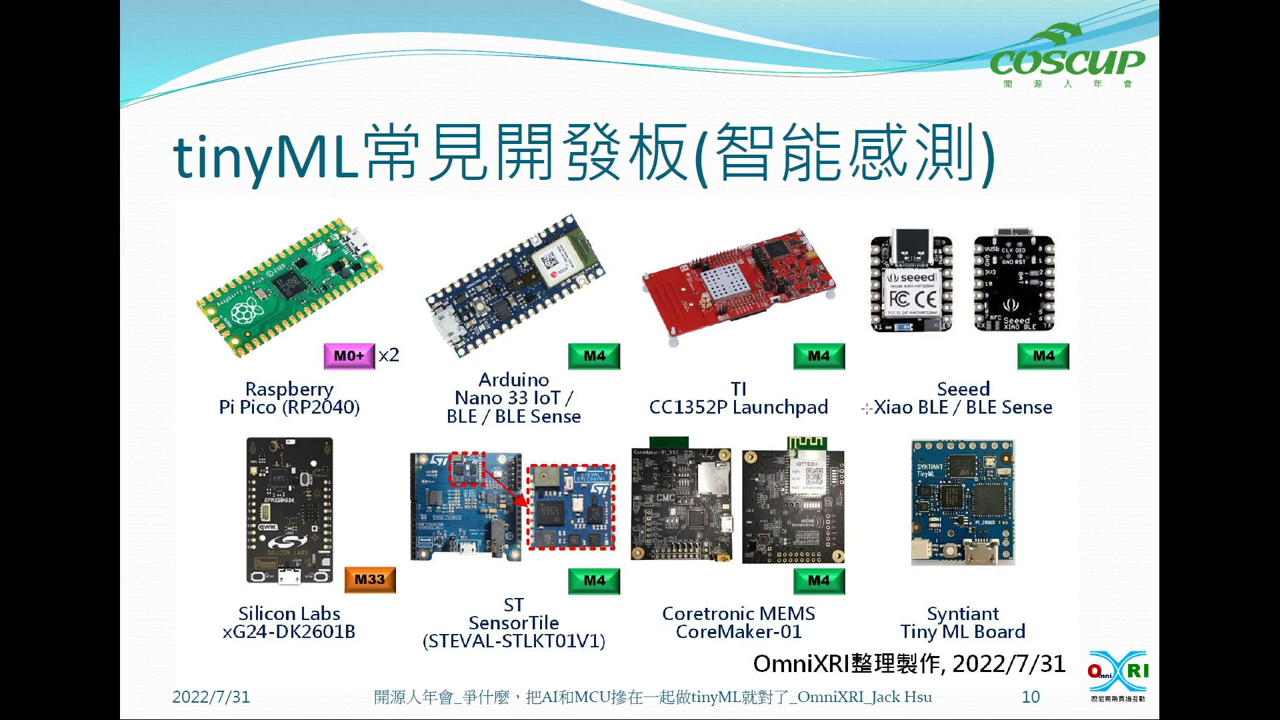 COSCUP
開 源 人 年 會
tinyML常見開發板(智能感測)
M0+ x2
M4
M4
M4
Raspberry
Pi Pico (RP2040)
Arduino
Nano 33 IoT /
BLE / BLE Sense
TI
CC1352P Launchpad
Seeed
Xiao BLE / BLE Sense
M33
M4
M4
Silicon Labs
xG24-DK2601B
ST
SensorTile
(STEVAL-STLKT01V1)
Coretronic MEMS
CoreMaker-01
Syntiant
Tiny ML Board
OmniXRI整理製作, 2022/7/31
2022/7/31
開源人年會_爭什麼，把AI和MCU摻在一起做tinyML就對了_OmniXRI_Jack Hsu
10